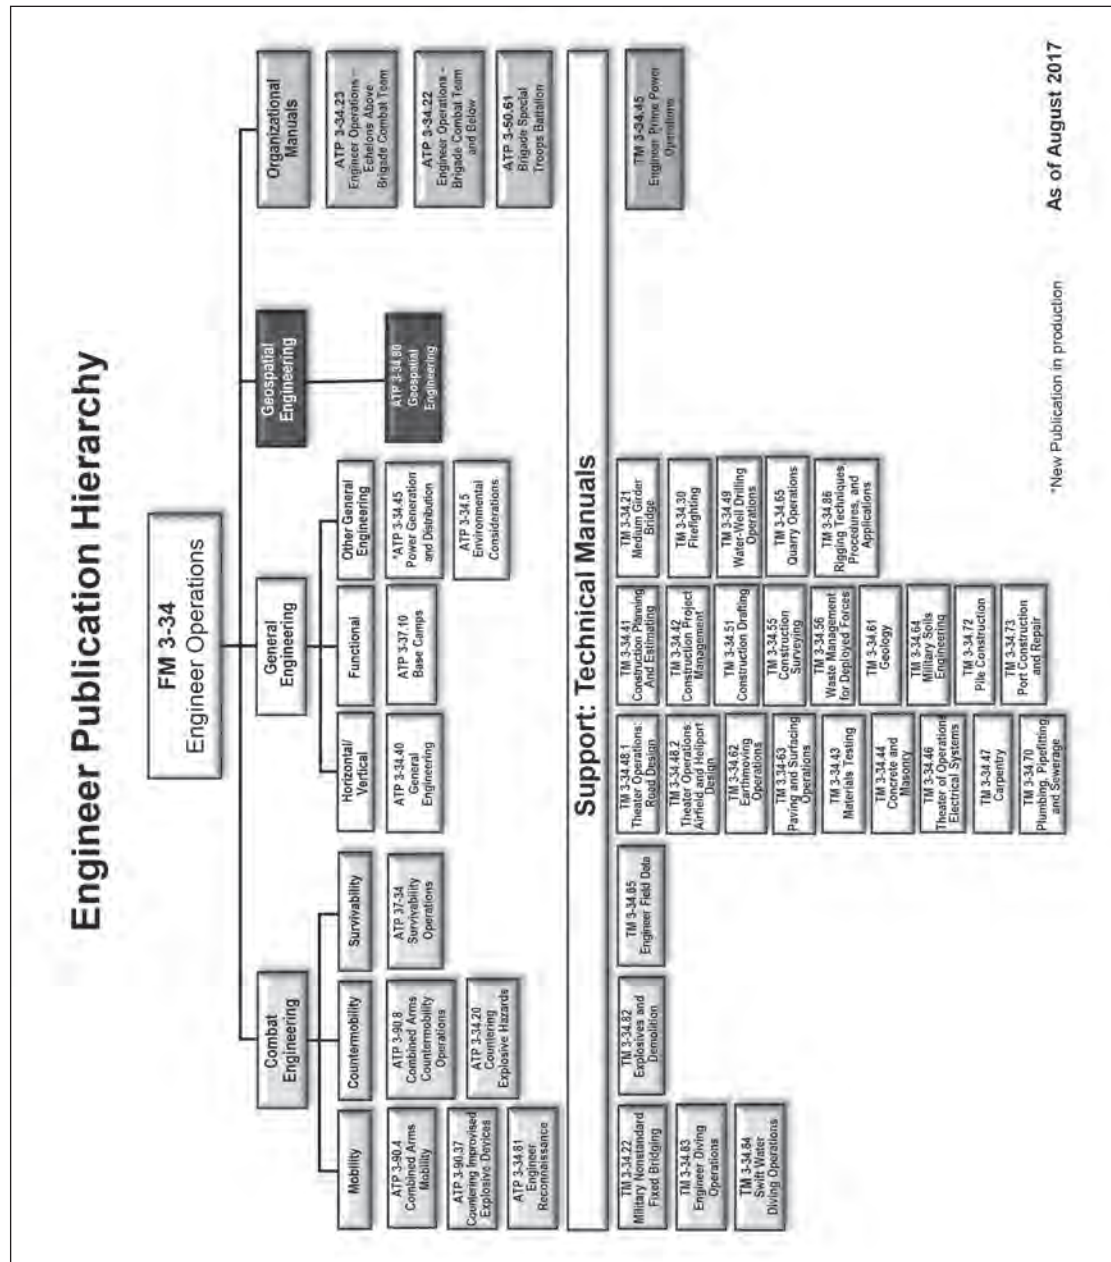 Engineer Publication Hierarchy
FM 3-34
Engineer Operations
Combat
Engineering
General
Engineering
Geospatial
Engineering
Organizational
Manuals
Mobility
Countermobility
Survivability
Horizontal/
Vertical
Functional
Other General
Engineering
ATP 3-90.4
Combined Arms
Mobility
ATP 3-90.37
Countering Improvised
Explosive Devices
ATP 3-34.81
Engineer
Reconnaissance
ATP 3-90.8
Combined Arms
Countermobility
Operations
ATP 3-34.20
Countering
Explosive Hazards
ATP 37-34
Survivability
Operations
ATP 3-34.40
General
Engineering
ATP 3-37.10
Base Camps
*ATP 3-34.45
Power Generation
and Distribution
ATP 3-34.5
Environmental
Considerations
ATP 3-34.80
Geospatial
Engineering
ATP 3-34.23
Engineer Operations –
Echelons Above
Brigade Combat Team
ATP 3-34.22
Engineer Operations -
Brigade Combat Team
and Below
ATP 3-50.61
Brigade Special
Troops Battalion
Support: Technical Manuals
TM 3-34.22
Military Nonstandard
Fixed Bridging
TM 3-34.83
Engineer Diving
Operations
TM 3-34.84
Swift Water
Diving Operations
TM 3-34.82
Explosives and
Demolition
TM 3-34.85
Engineer Field Data
TM 3-34.48.1
Theater Operations:
Road Design
TM 3-34.48.2
Theater Operations:
Airfield and Heliport
Design
TM 3-34.62
Earthmoving
Operations
TM 3.34-63
Paving and Surfacing
Operations
TM 3-34.43
Materials Testing
TM 3-34.44
Concrete and
Masonry
TM 3-34.46
Theater of Operations
Electrical Systems
TM 3-34.47
Carpentry
TM 3-34.70
Plumbing, Pipefitting
and Sewerage
TM 3-34.41
Construction Planning
And Estimating
TM 3-34.42
Construction Project
Management
TM 3-34.51
Construction Drafting
TM 3-34.55
Construction
Surveying
TM 3-34.56
Waste Management
for Deployed Forces
TM 3-34.61
Geology
TM 3-34.64
Military Soils
Engineering
TM 3-34.72
Pile Construction
TM 3-34.73
Port Construction
and Repair
TM 3-34.21
Medium Girder
Bridge
TM 3-34.30
Firefighting
TM 3-34.49
Water-Well Drilling
Operations
TM 3-34.65
Quarry Operations
TM 3-34.86
Rigging Techniques,
Procedures, and
Applications
TM 3-34.45
Engineer Prime Power
Operations
*New Publication in production
As of August 2017